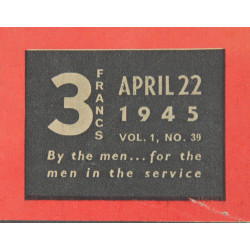 3 FRANCS
APRIL 22
1945
VOL. 1, NO. 39
By the men...for the
men in the service